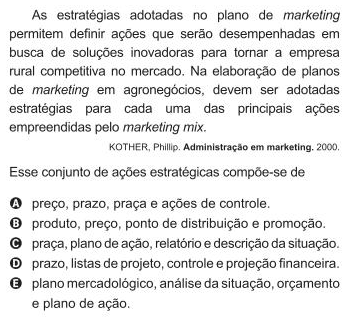 As estratégias adotadas no plano de marketing
permitem definir ações que serão desempenhadas em
busca de soluções inovadoras para tornar a empresa
rural competitiva no mercado. Na elaboração de planos
de marketing em agronegócios, devem ser adotadas
estratégias para cada uma das principais ações
empreendidas pelo marketing mix.
KOTHER, Phillip. Administração em marketing. 2000.
Esse conjunto de ações estratégicas compõe-se de
A preço, prazo, praça e ações de controle.
B produto, preço, ponto de distribuição e promoção.
C praça, plano de ação, relatório e descrição da situação.
D prazo, listas de projeto, controle e projeção financeira.
E plano mercadológico, análise da situação, orçamento
e plano de ação.